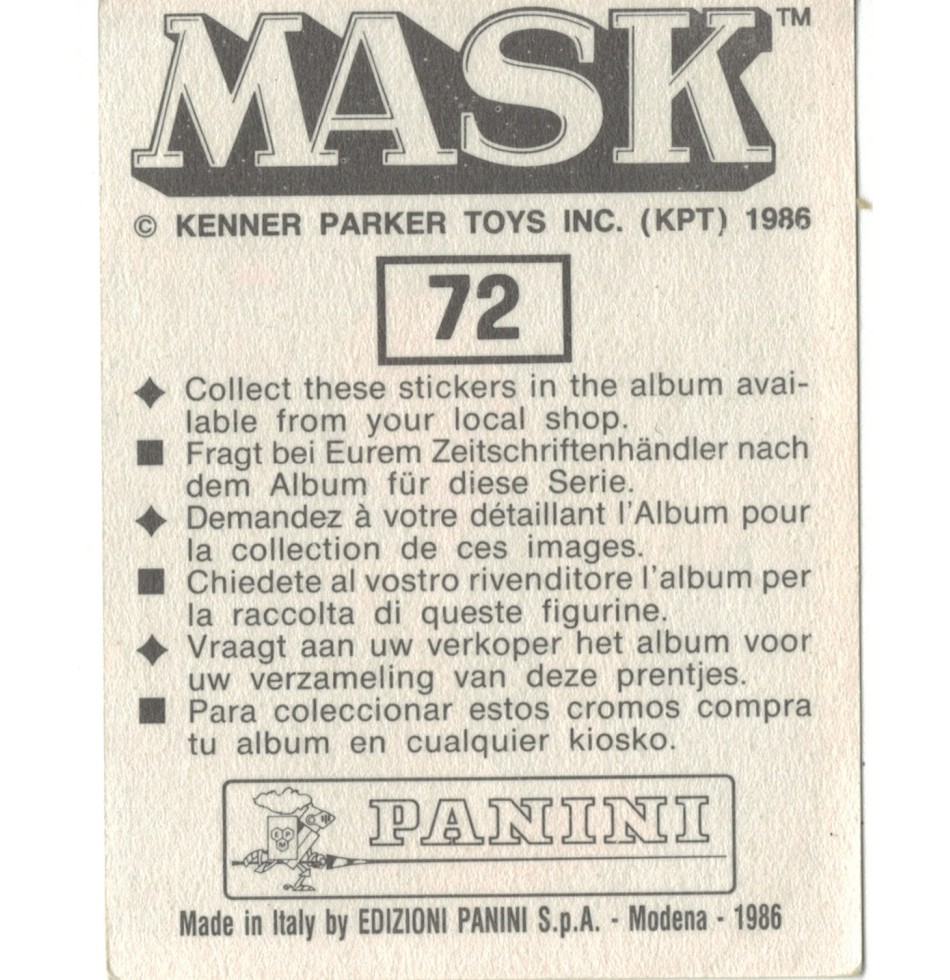 MASK™
© KENNER PARKER TOYS INC. (KPT) 1986
72
Collect these stickers in the album avai-
lable from your local shop.
Fragt bei Eurem Zeitschriftenhändler nach
dem Album für diese Serie.
Demandez à votre détaillant l'Album pour
la collection de ces images.
Chiedete al vostro rivenditore l'album per
la raccolta di queste figurine.
Vraagt aan uw verkoper het album voor
uw verzameling van deze prentjes.
Para coleccionar estos cromos compra
tu album en cualquier kiosko.
PANINI
Made in Italy by EDIZIONI PANINI S.p.A. - Modena - 1986